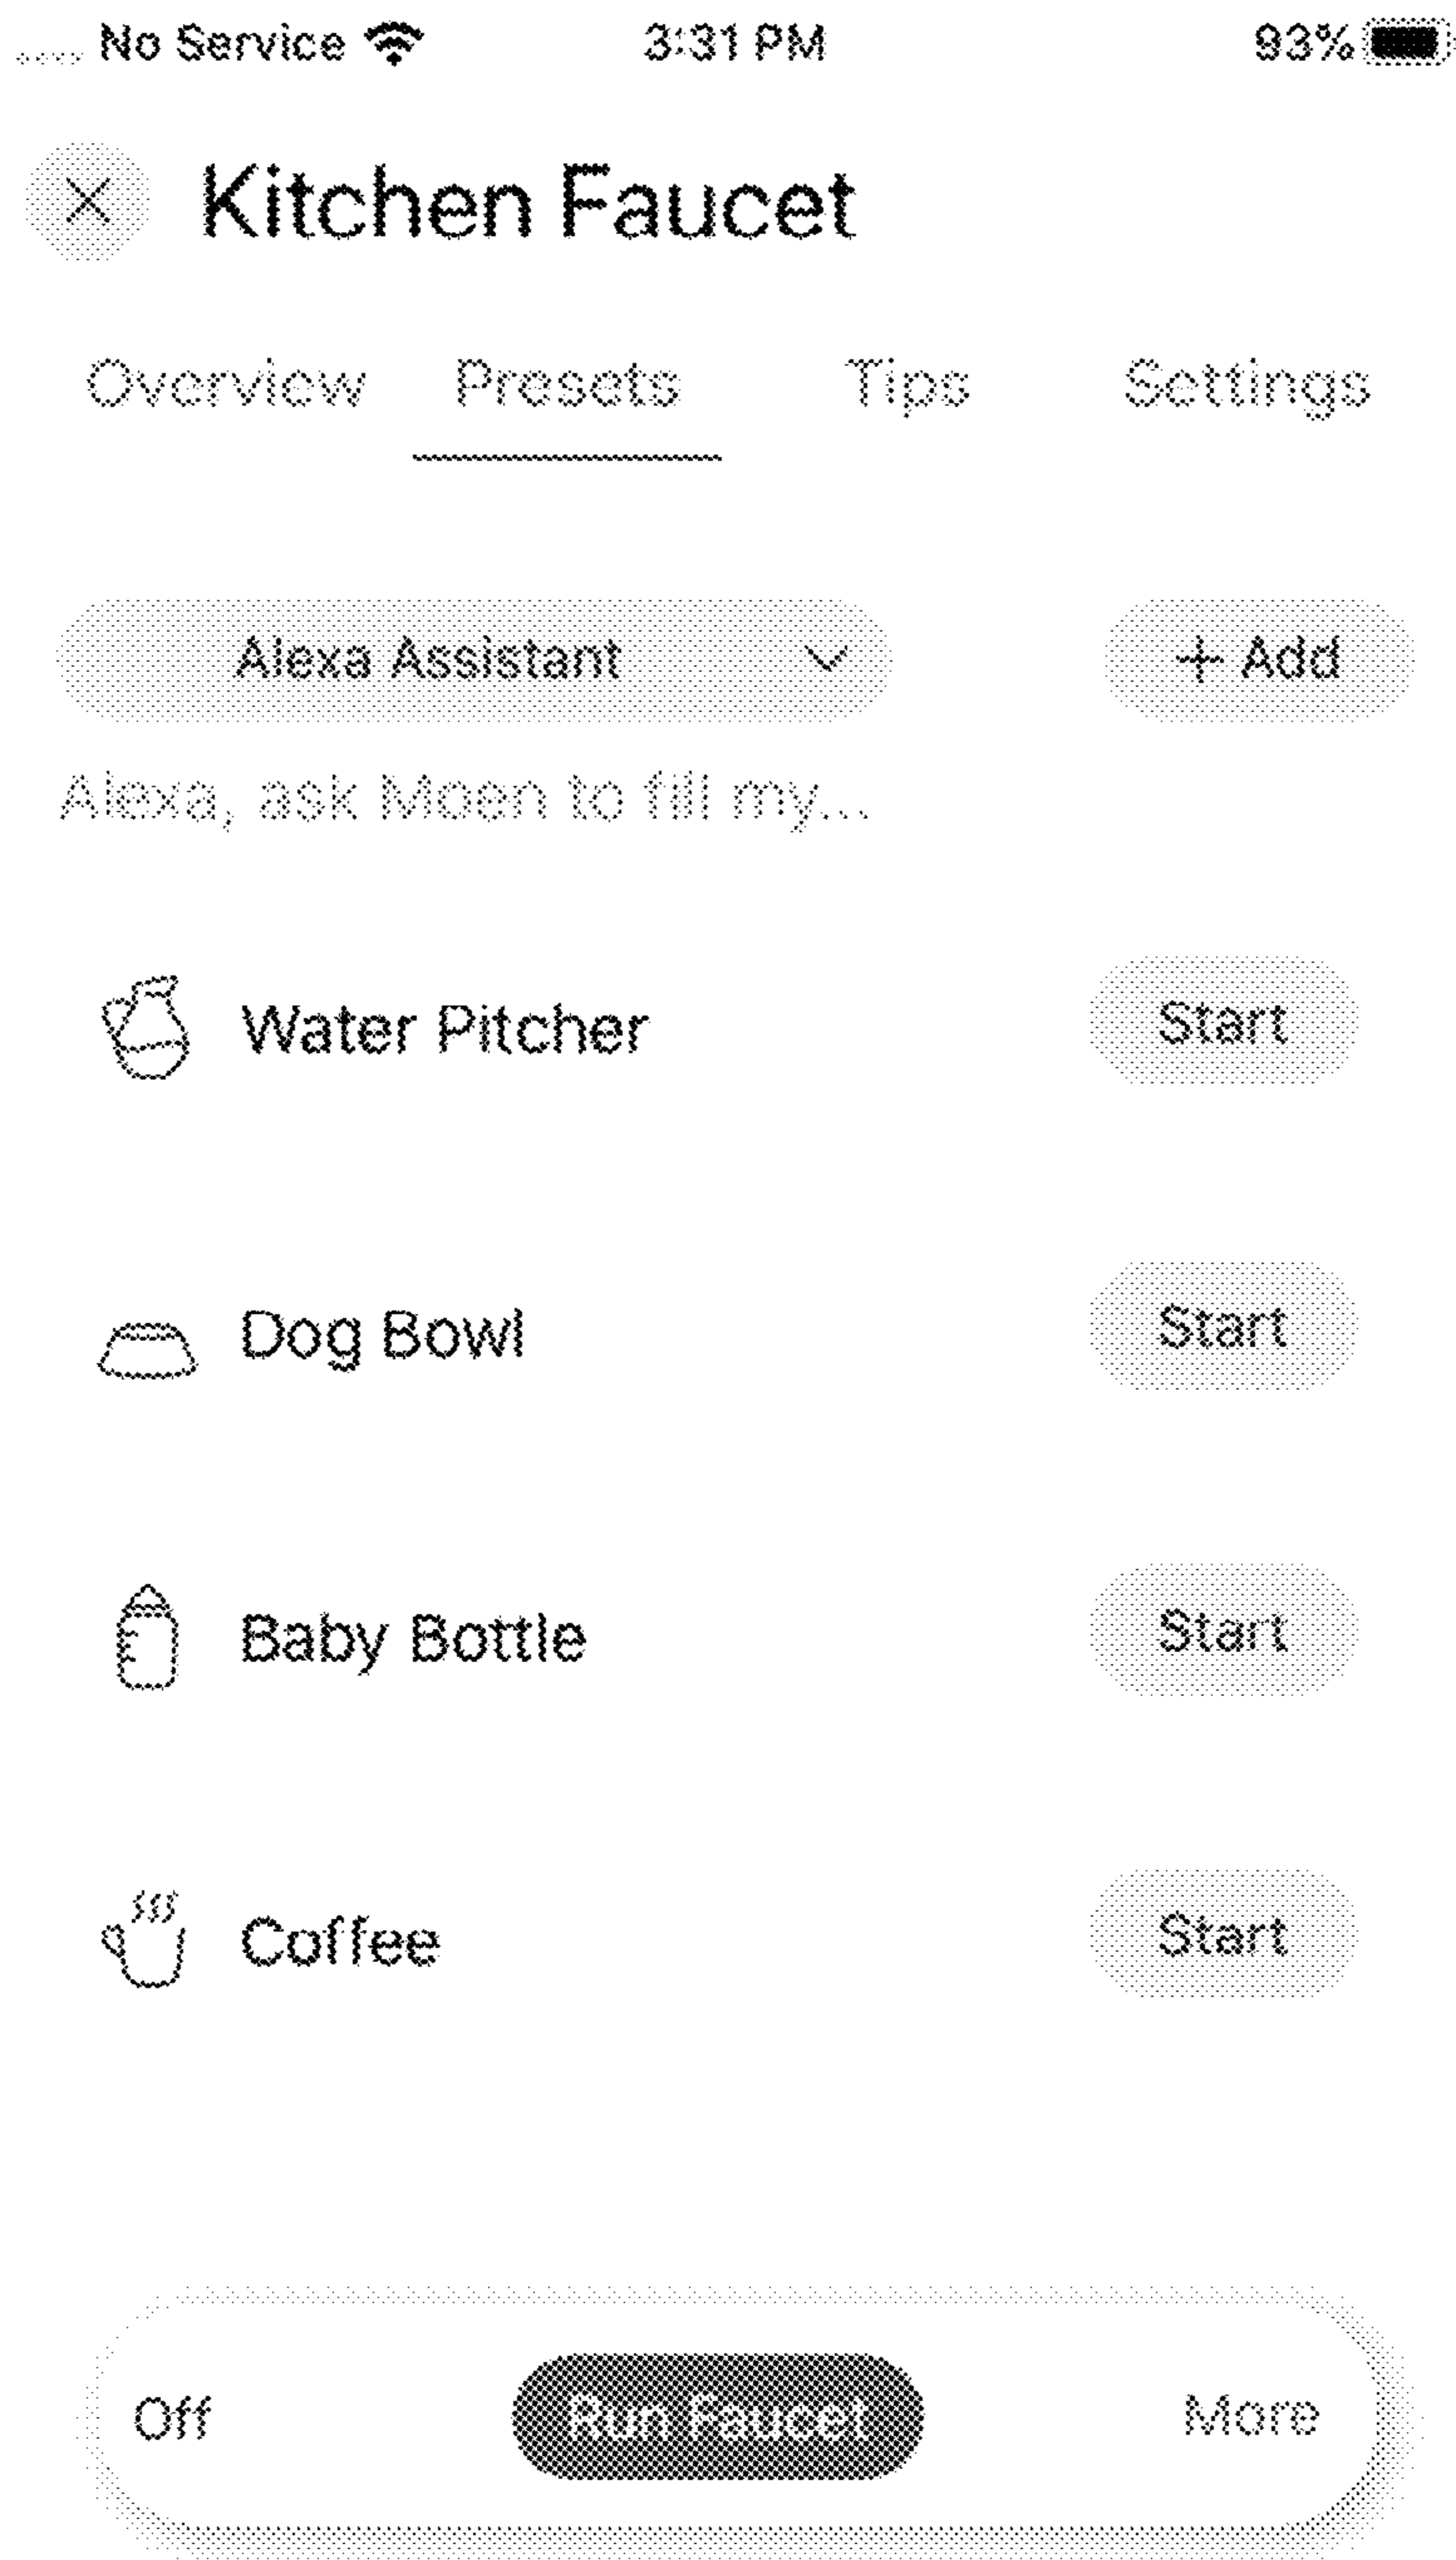 No Service 3:31 PM 93%
Kitchen Faucet
Overview Presets Tips Settings
Alexa Assistant + Add
Alexa, ask Moen to fill my...
Water Pitcher Start
Dog Bowl Start
Baby Bottle Start
Coffee Start
Off Run Faucet More